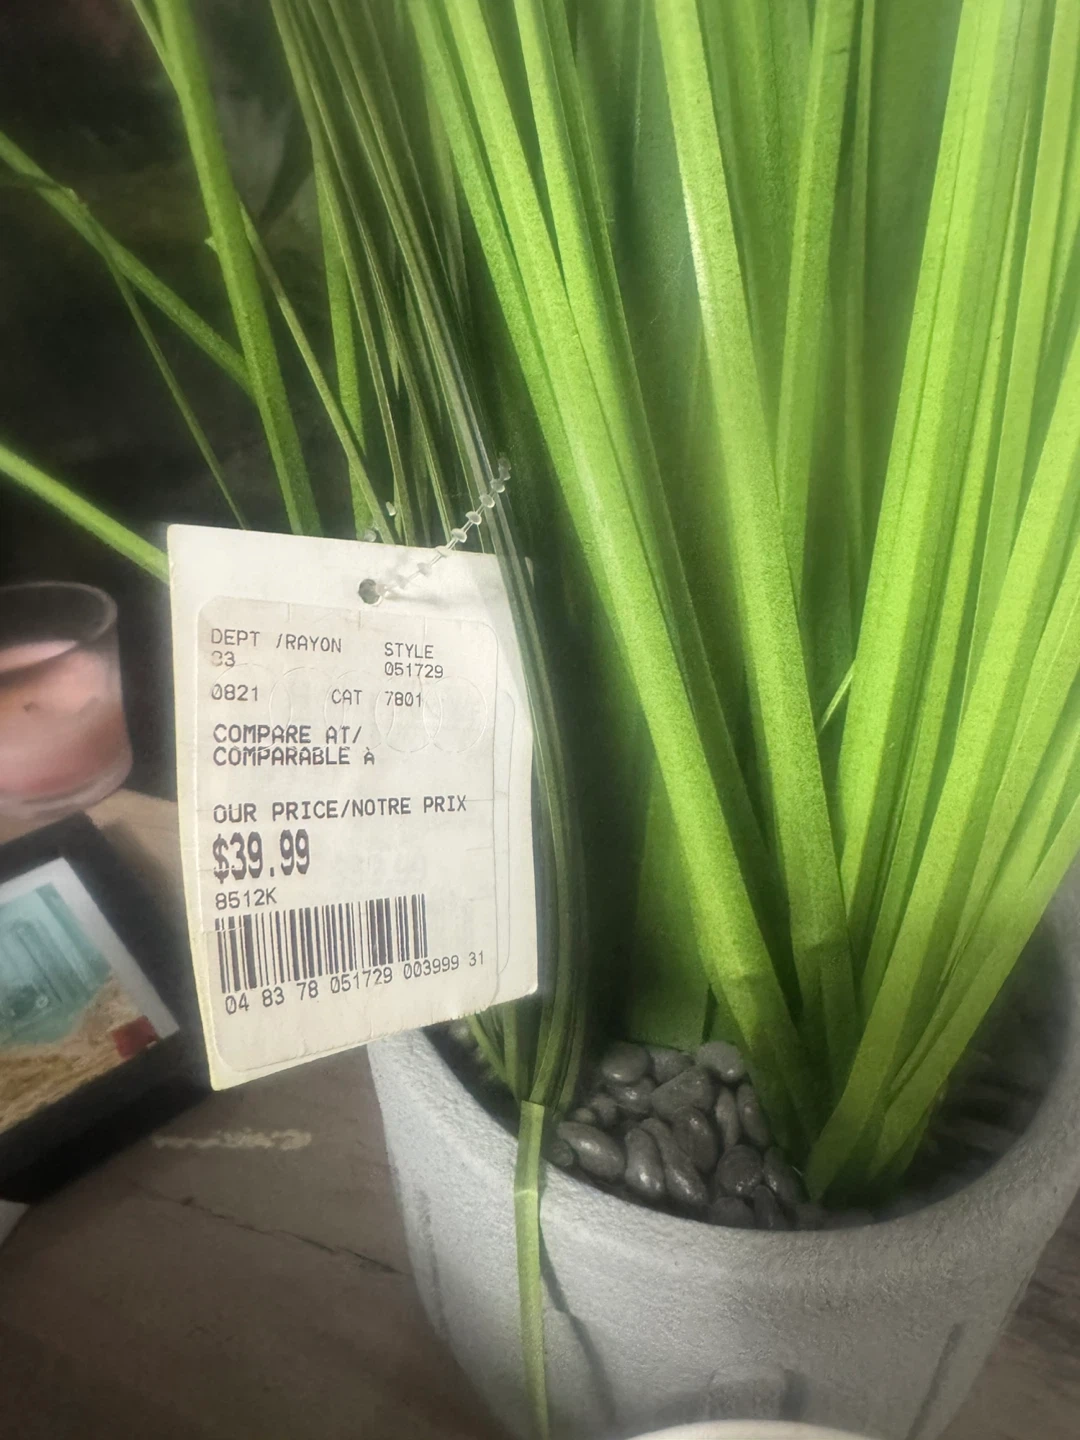 DEPT /RAYON STYLE
83 051729
0821 CAT 7801
COMPARE AT/
COMPARABLE À
OUR PRICE/NOTRE PRIX
$39.99
8512K
04 83 78 051729 003999 31